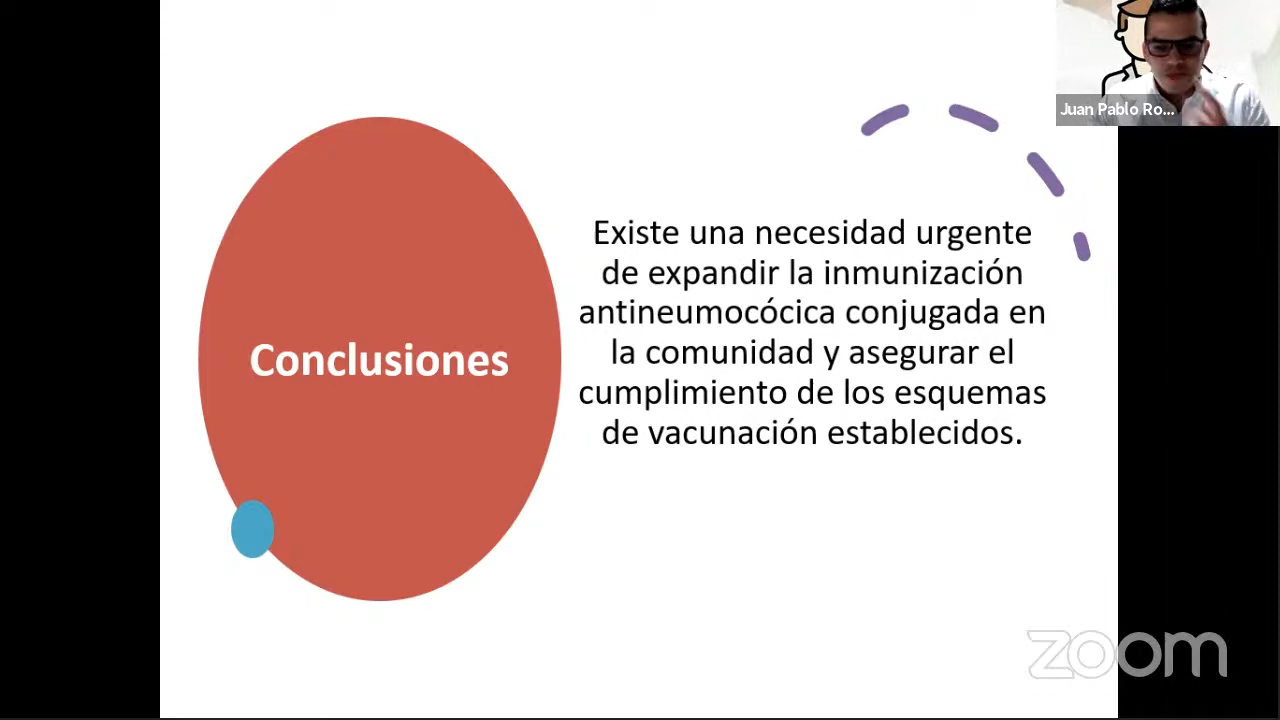 Juan Pablo Ro...
Existe una necesidad urgente
de expandir la inmunización
antineumocócica conjugada en
la comunidad y asegurar el
cumplimiento de los esquemas
de vacunación establecidos.
Conclusiones
zoom